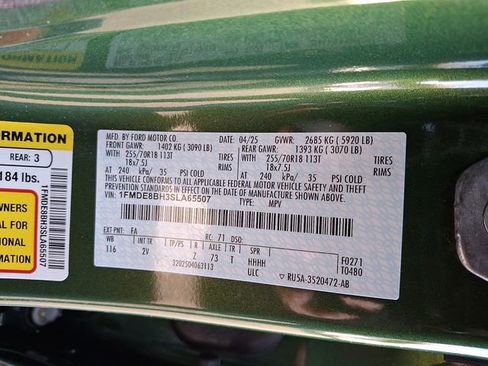 ORMATION
REAR: 3
184 lbs.
1FMDE8BH3SLA65507
MFD. BY FORD MOTOR CO.
04/25 GVWR: 2685 KG ( 5920 LB)
FRONT GAWR: 1402 KG ( 3090 LB) REAR GAWR: 1393 KG ( 3070 LB)
WITH WITH
255/70R18 113T TIRES 255/70R18 113T TIRES
18x7.5J RIMS 18x7.5J RIMS
AT 240 kPa/ 35 PSI COLD AT 240 kPa/ 35 PSI COLD
THIS VEHICLE CONFORMS TO ALL APPLICABLE FEDERAL MOTOR VEHICLE SAFETY AND THEFT
PREVENTION STANDARDS IN EFFECT ON THE DATE OF MANUFACTURE SHOWN ABOVE.
VIN: 1FMDE8BH3SLA65507
TYPE: MPV
EXT PNT: FA RC: 71 DSO:
WB INT TR TP/PS R AXLE TR SPR
116 2V Z 73 T HHHH
F0271
T0480
3202504063113
ULC
▽ RU5A-3520472-AB